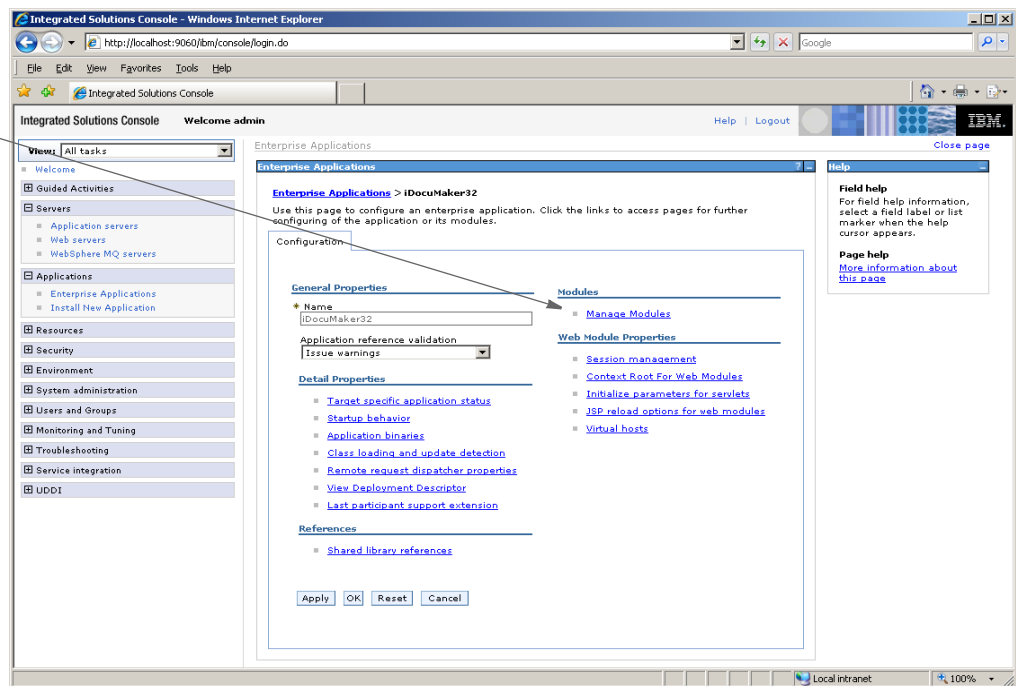 Integrated Solutions Console - Windows Internet Explorer
http://localhost:9060/ibm/console/login.do
Google
File Edit View Favorites Tools Help
Integrated Solutions Console
Integrated Solutions Console Welcome admin
Help | Logout
IBM.
View: All tasks
Welcome
Guided Activities
Servers
Application servers
Web servers
WebSphere MQ servers
Applications
Enterprise Applications
Install New Application
Resources
Security
Environment
System administration
Users and Groups
Monitoring and Tuning
Troubleshooting
Service integration
UDDI
Enterprise Applications
Close page
Enterprise Applications
? -
Enterprise Applications > iDocuMaker32
Use this page to configure an enterprise application. Click the links to access pages for further
configuring of the application or its modules.
Configuration
General Properties
* Name
iDocuMaker32
Application reference validation
Issue warnings
Detail Properties
Target specific application status
Startup behavior
Application binaries
Class loading and update detection
Remote request dispatcher properties
View Deployment Descriptor
Last participant support extension
References
Shared library references
Apply OK Reset Cancel
Modules
Manage Modules
Web Module Properties
Session management
Context Root For Web Modules
Initialize parameters for servlets
JSP reload options for web modules
Virtual hosts
Help
Field help
For field help information,
select a field label or list
marker when the help
cursor appears.
Page help
More information about
this page
Local intranet
100%